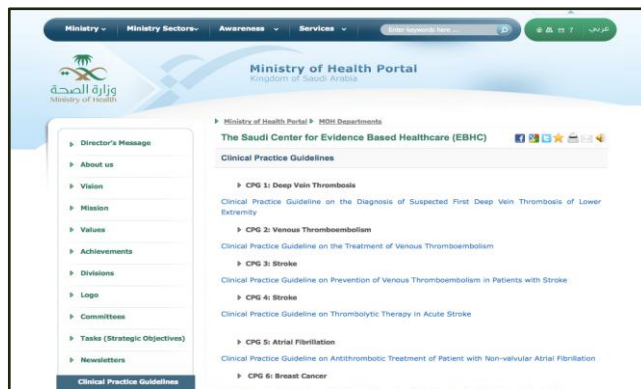 Ministry
Ministry Sectors
Awareness
Services
Enter keywords here ...
عربي
وزارة الصحة
Ministry of Health
Ministry of Health Portal
Kingdom of Saudi Arabia
Ministry of Health Portal MOH Departments
The Saudi Center for Evidence Based Healthcare (EBHC)
Director's Message
About us
Vision
Mission
Values
Achievements
Divisions
Logo
Committees
Tasks (Strategic Objectives)
Newsletters
Clinical Practice Guidelines
Clinical Practice Guidelines
CPG 1: Deep Vein Thrombosis
Clinical Practice Guideline on the Diagnosis of Suspected First Deep Vein Thrombosis of Lower
Extremity
CPG 2: Venous Thromboembolism
Clinical Practice Guideline on the Treatment of Venous Thromboembolism
CPG 3: Stroke
Clinical Practice Guideline on Prevention of Venous Thromboembolism in Patients with Stroke
CPG 4: Stroke
Clinical Practice Guideline on Thrombolytic Therapy in Acute Stroke
CPG 5: Atrial Fibrillation
Clinical Practice Guideline on Antithrombotic Treatment of Patient with Non-valvular Atrial Fibrillation
CPG 6: Breast Cancer